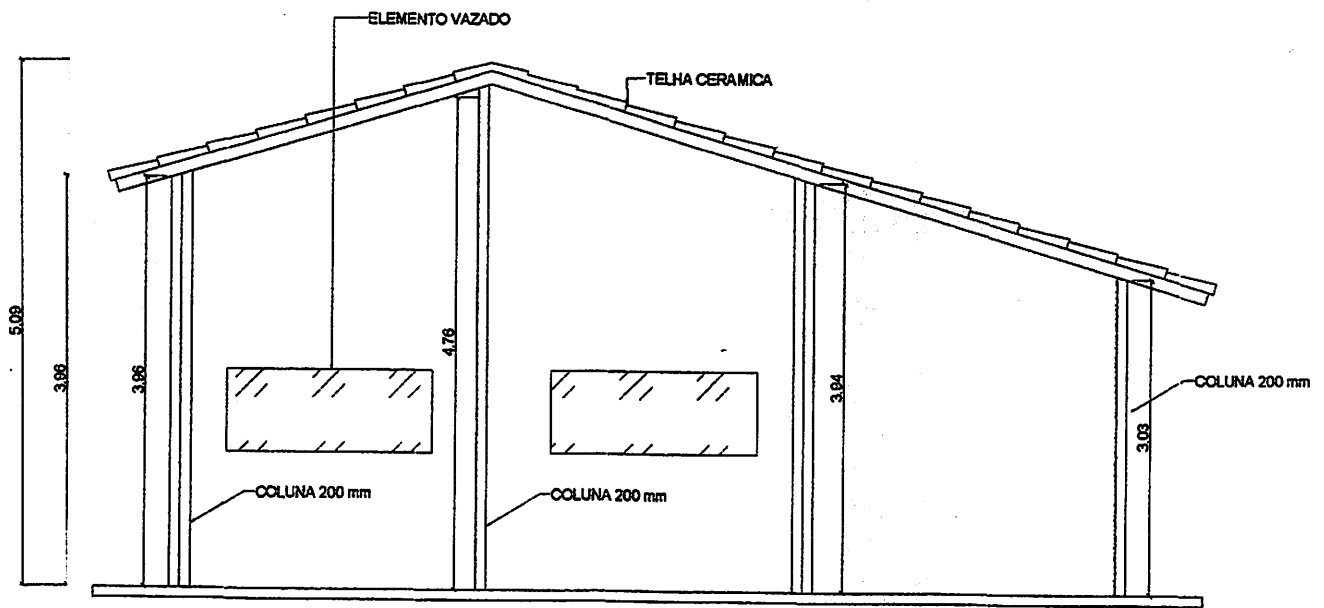 ELEMENTO VAZADO
TELHA CERAMICA
5.09
3.96
3.96
4.76
3.94
COLUNA 200 mm
3.03
COLUNA 200 mm
COLUNA 200 mm